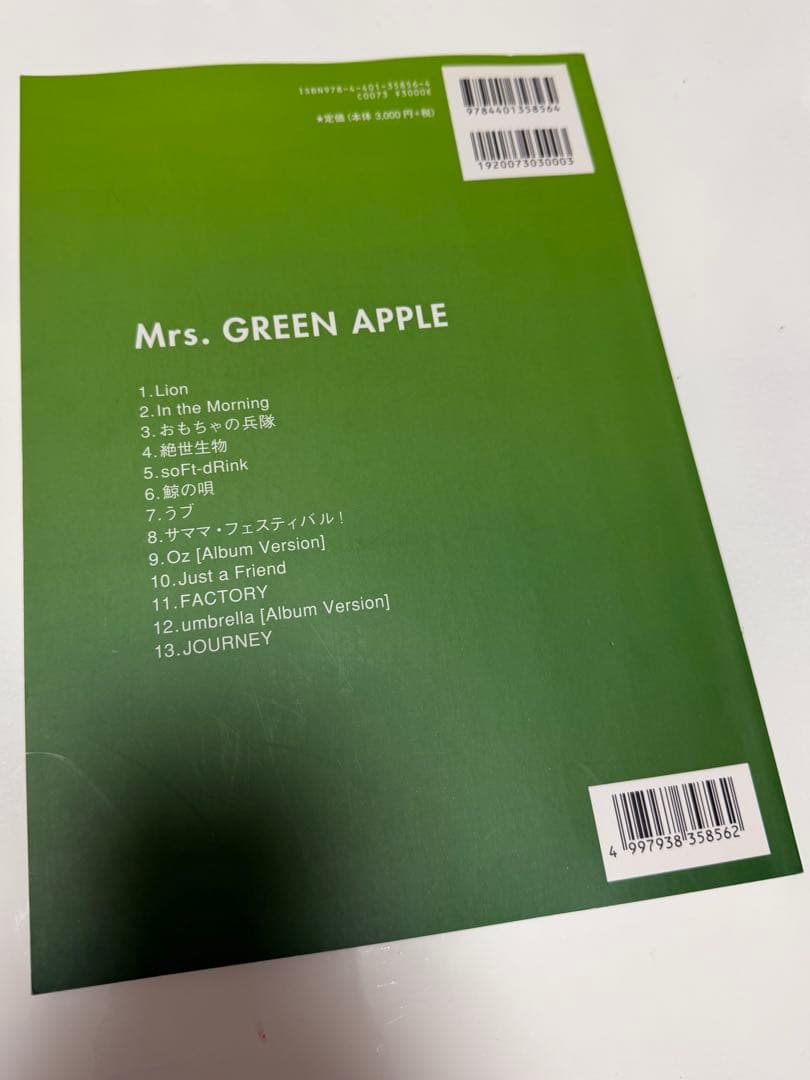 ISBN978-4-401-35856-4
C0073 ¥3000E
★定価(本体 3,000 円+税)
9784401358564
1920073030003
Mrs. GREEN APPLE
1.Lion
2.In the Morning
3.おもちゃの兵隊
4.絶世生物
5.soFt-dRink
6.鯨の唄
7.うブ
8.サママ・フェスティバル!
9.Oz [Album Version]
10.Just a Friend
11.FACTORY
12.umbrella [Album Version]
13.JOURNEY
4 997938 358562